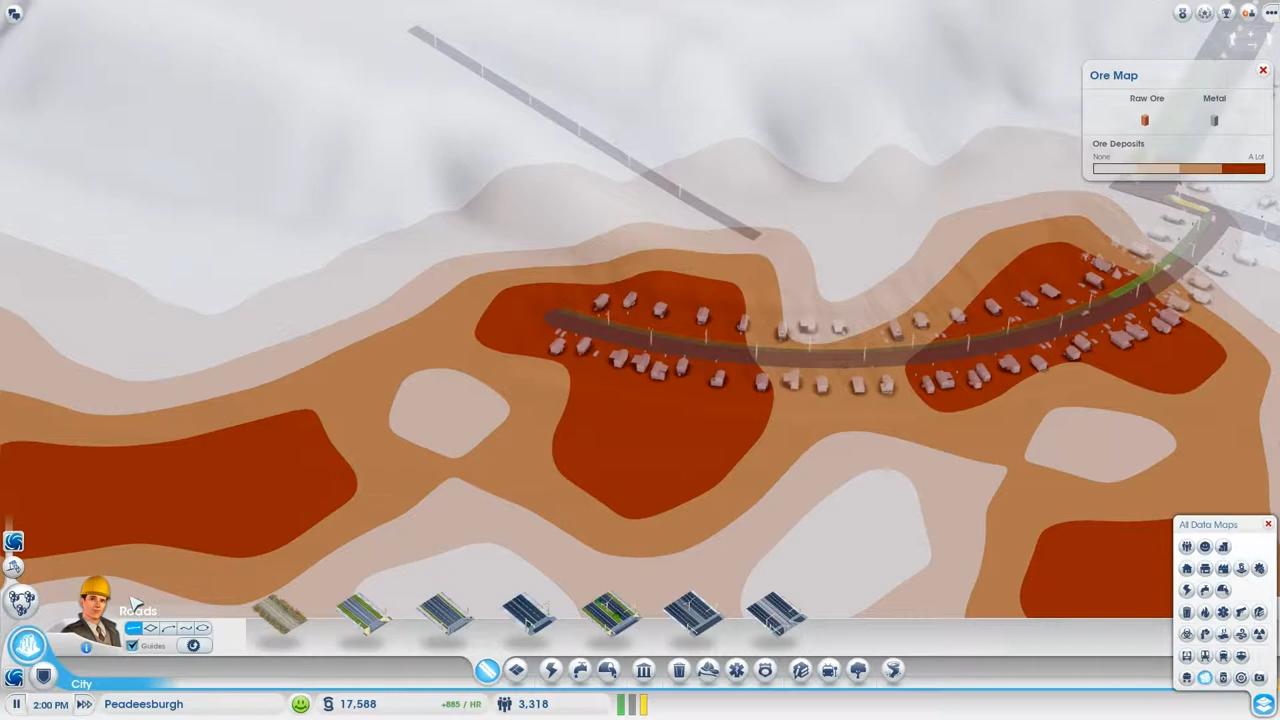 Ore Map
Raw Ore Metal
Ore Deposits
None A Lot
All Data Maps
Roads
Guides
City
2:00 PM Peadeesburgh 17,588 +885 / HR 3,318